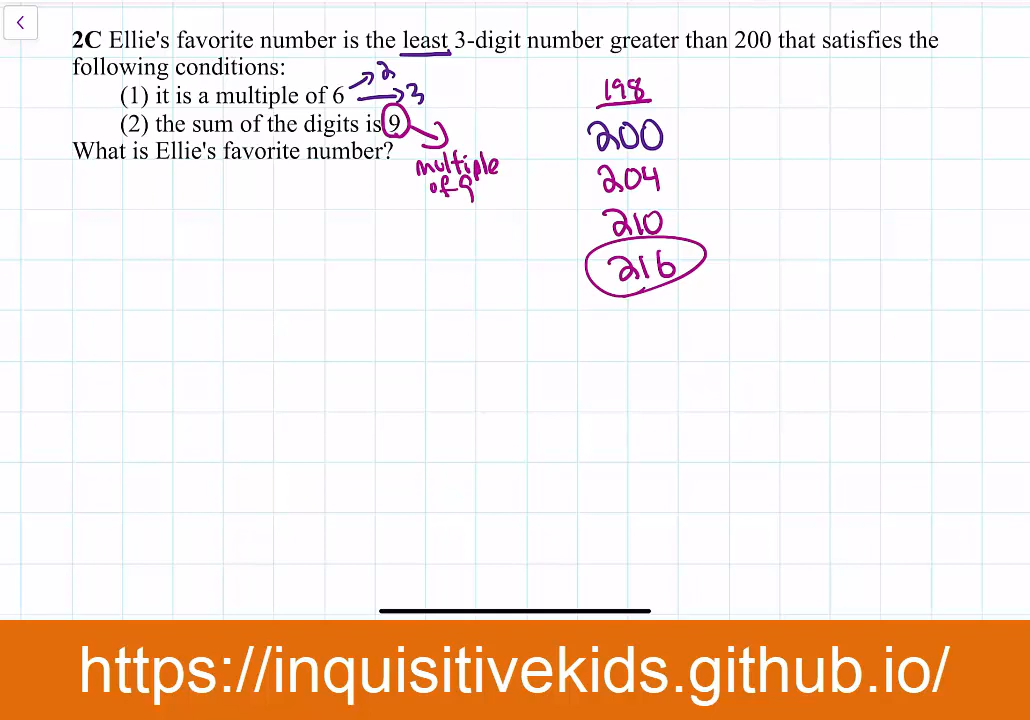 2C Ellie's favorite number is the least 3-digit number greater than 200 that satisfies the
following conditions:
(1) it is a multiple of 6 → 2
→ 3
(2) the sum of the digits is 9
What is Ellie's favorite number?
multiple
of 9
198
200
204
210
216
https://inquisitivekids.github.io/